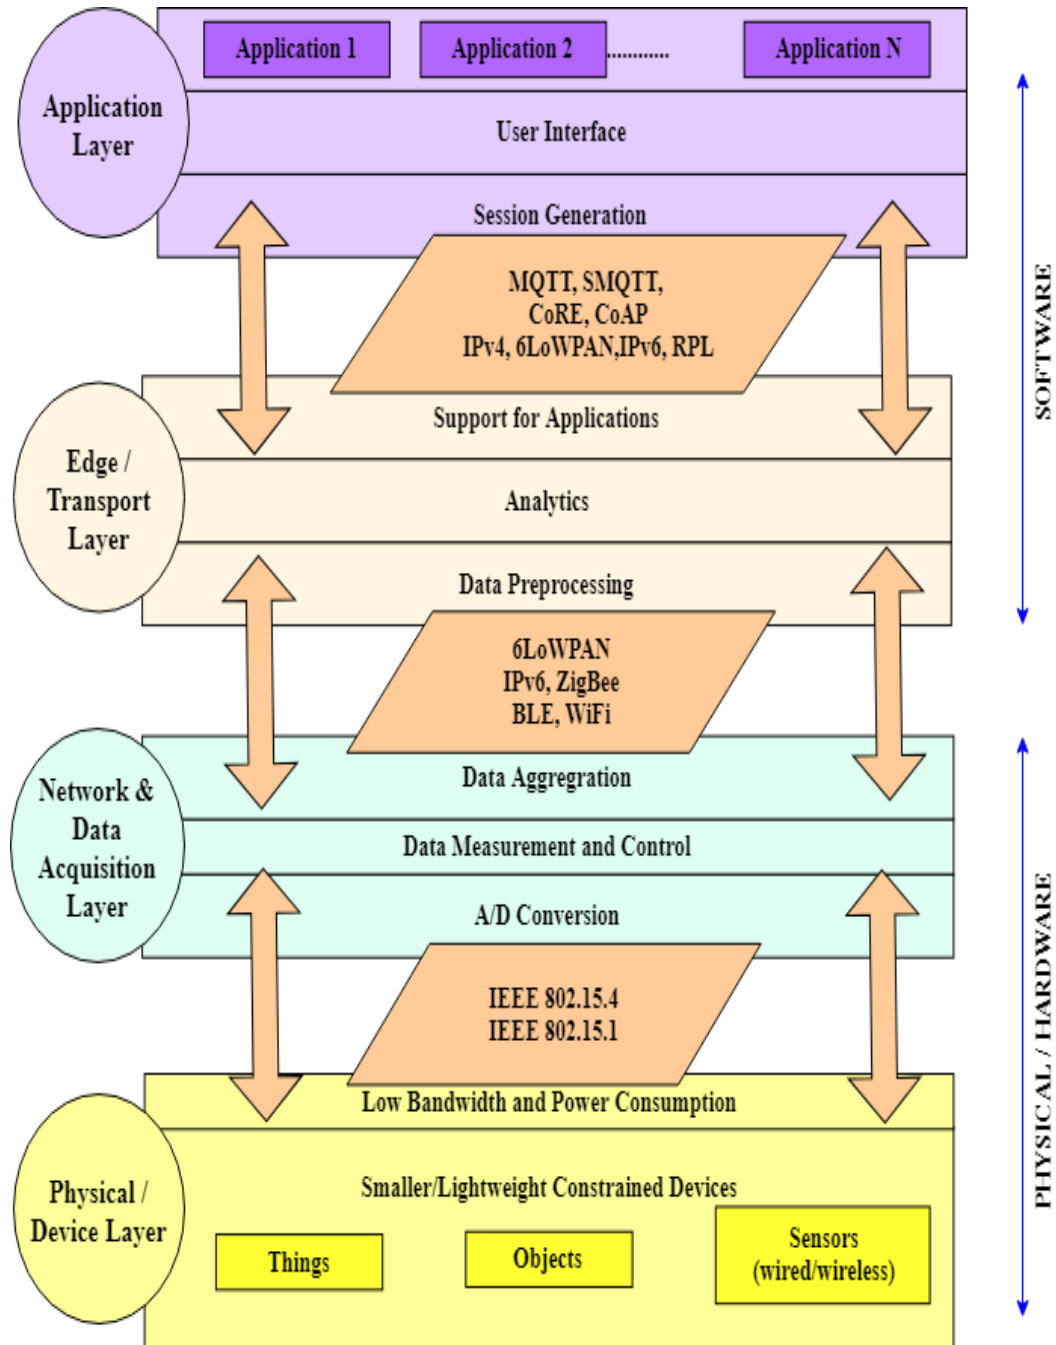 Application 1
Application 2
............
Application N
Application
Layer
User Interface
Session Generation
MQTT, SMQTT,
CoRE, CoAP
IPv4, 6LoWPAN,IPv6, RPL
SOFTWARE
Support for Applications
Edge /
Transport
Layer
Analytics
Data Preprocessing
6LoWPAN
IPv6, ZigBee
BLE, WiFi
Network &
Data
Acquisition
Layer
Data Aggregration
Data Measurement and Control
A/D Conversion
IEEE 802.15.4
IEEE 802.15.1
PHYSICAL / HARDWARE
Low Bandwidth and Power Consumption
Physical /
Device Layer
Smaller/Lightweight Constrained Devices
Things
Objects
Sensors
(wired/wireless)